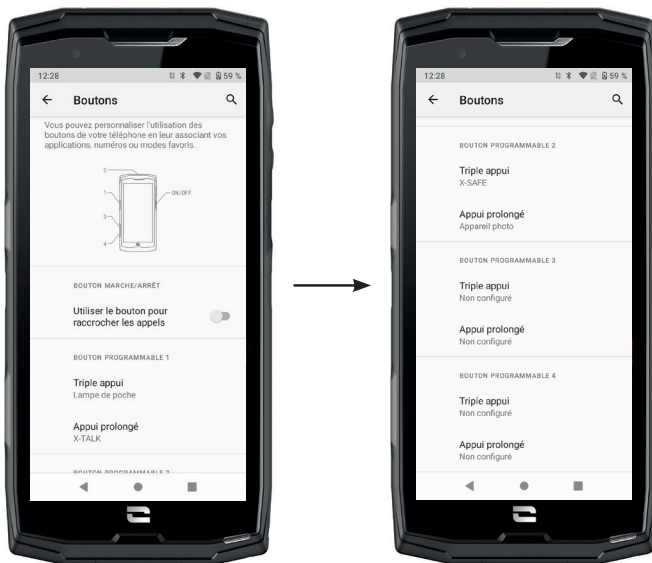 12:28 59 %
Boutons
Vous pouvez personnaliser l'utilisation des
boutons de votre téléphone en leur associant vos
applications, numéros ou modes favoris.
2
1
ON/OFF
3
4
BOUTON MARCHE/ARRÊT
Utiliser le bouton pour
raccrocher les appels
BOUTON PROGRAMMABLE 1
Triple appui
Lampe de poche
Appui prolongé
X-TALK
BOUTON PROGRAMMABLE 2
12:28 59 %
Boutons
BOUTON PROGRAMMABLE 2
Triple appui
X-SAFE
Appui prolongé
Appareil photo
BOUTON PROGRAMMABLE 3
Triple appui
Non configuré
Appui prolongé
Non configuré
BOUTON PROGRAMMABLE 4
Triple appui
Non configuré
Appui prolongé
Non configuré